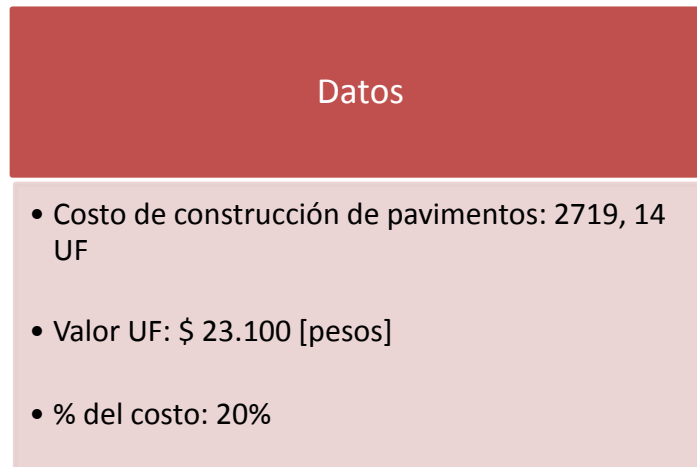 Datos
• Costo de construcción de pavimentos: 2719, 14
UF
• Valor UF: $ 23.100 [pesos]
• % del costo: 20%